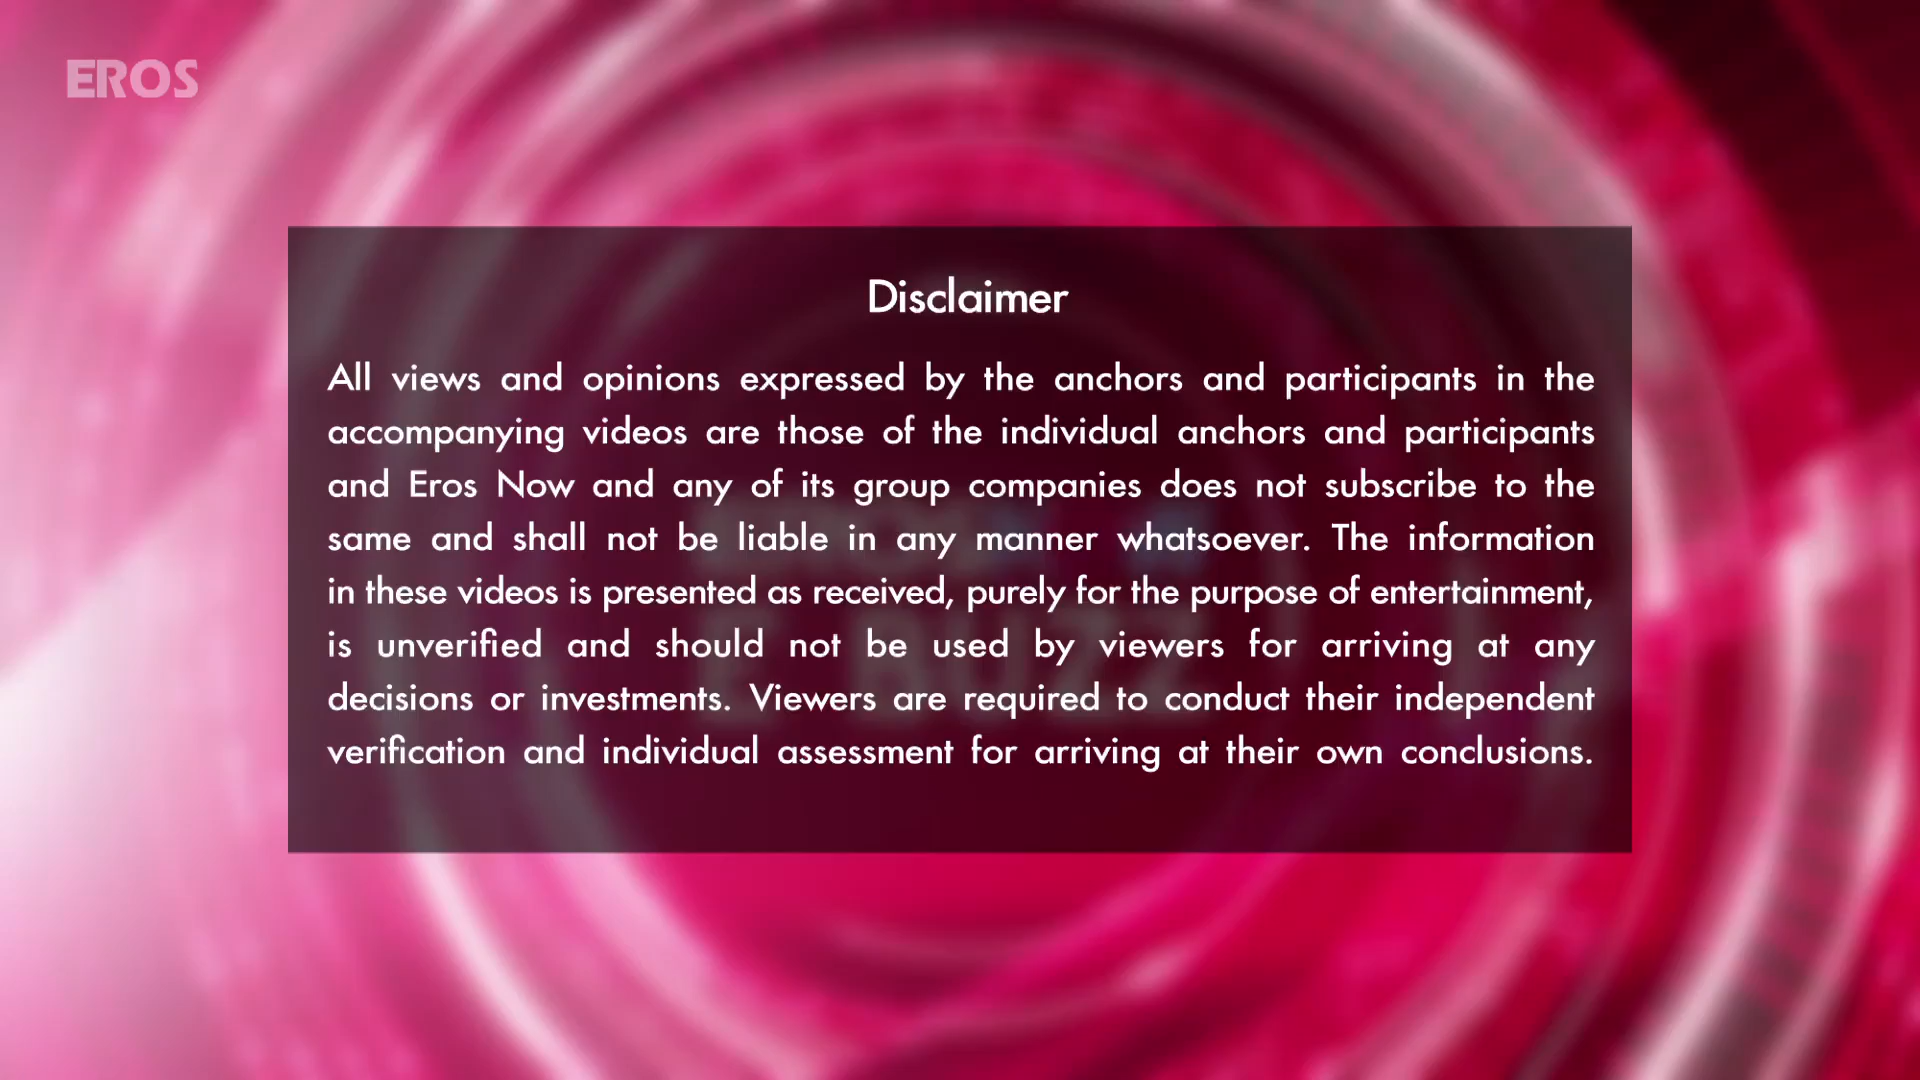 EROS
Disclaimer
All views and opinions expressed by the anchors and participants in the
accompanying videos are those of the individual anchors and participants
and Eros Now and any of its group companies does not subscribe to the
same and shall not be liable in any manner whatsoever. The information
in these videos is presented as received, purely for the purpose of entertainment,
is unverified and should not be used by viewers for arriving at any
decisions or investments. Viewers are required to conduct their independent
verification and individual assessment for arriving at their own conclusions.